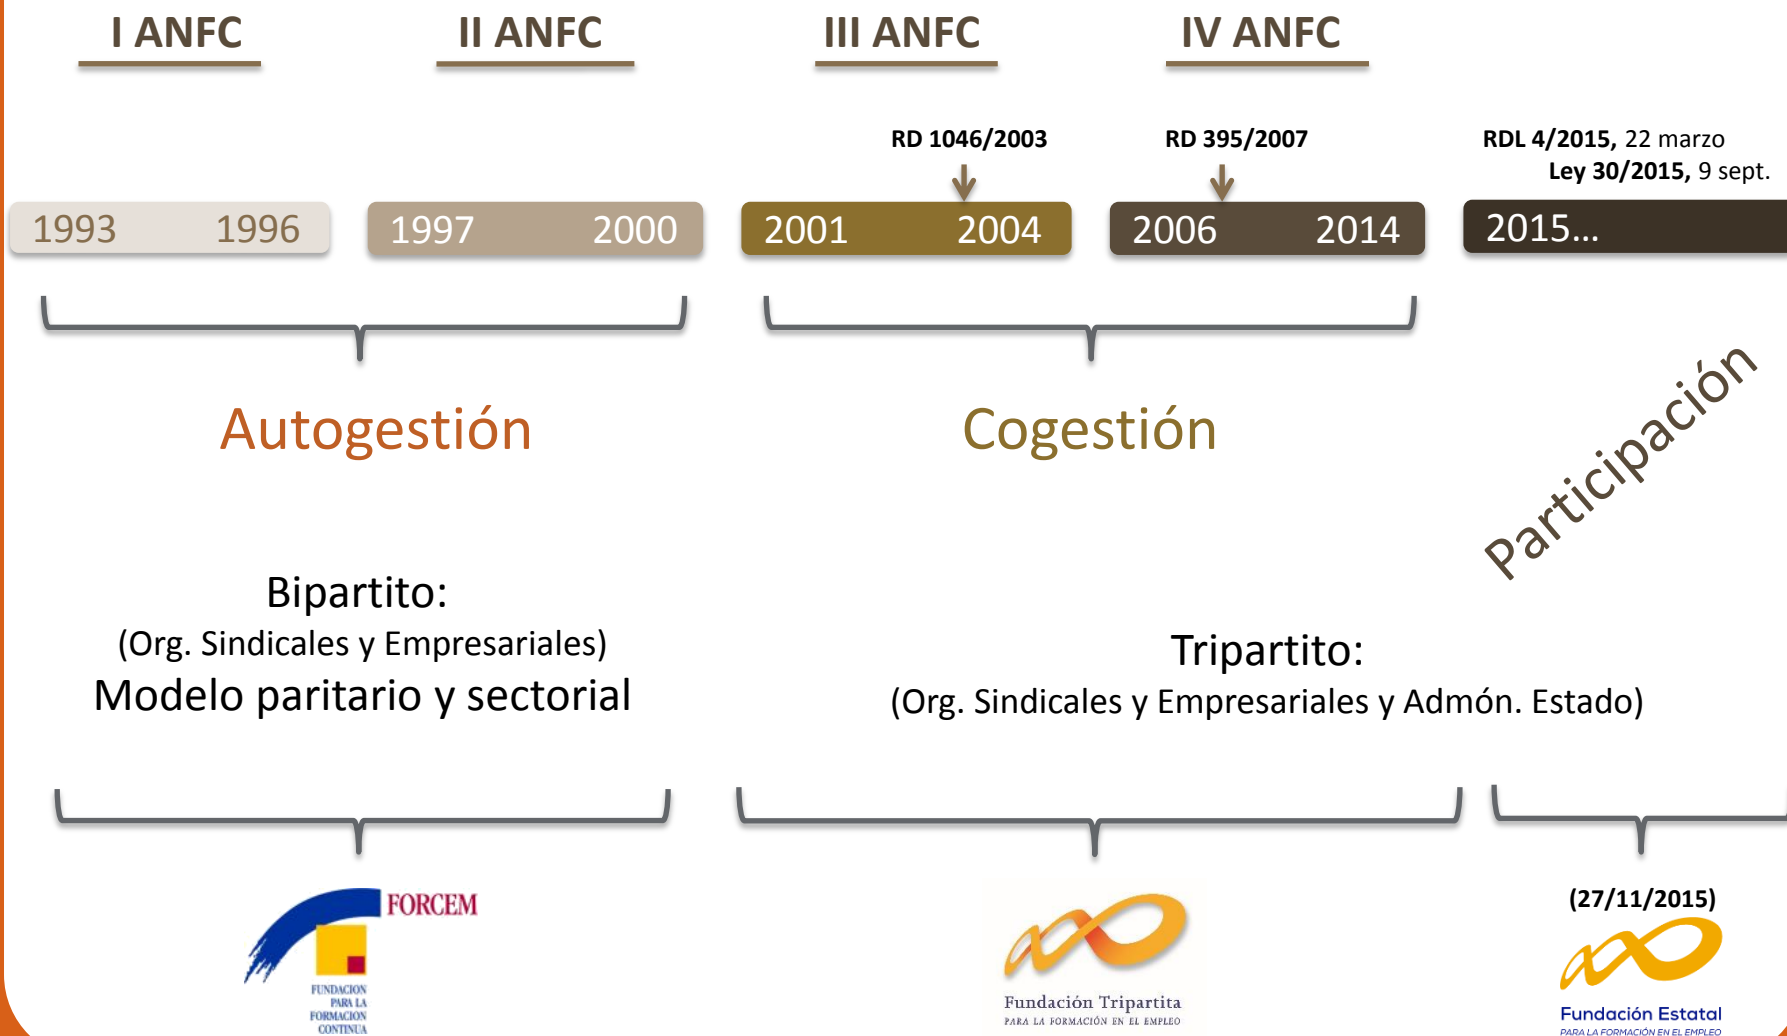 I ANFC
II ANFC
III ANFC
IV ANFC
RD 1046/2003
RD 395/2007
RDL 4/2015, 22 marzo
Ley 30/2015, 9 sept.
1993 1996
1997 2000
2001 2004
2006 2014
2015...
Autogestión
Cogestión
Participación
Bipartito:
(Org. Sindicales y Empresariales)
Modelo paritario y sectorial
Tripartito:
(Org. Sindicales y Empresariales y Admón. Estado)
FORCEM
FUNDACION
PARA LA
FORMACION
CONTINUA
Fundación Tripartita
PARA LA FORMACIÓN EN EL EMPLEO
(27/11/2015)
Fundación Estatal
PARA LA FORMACIÓN EN EL EMPLEO